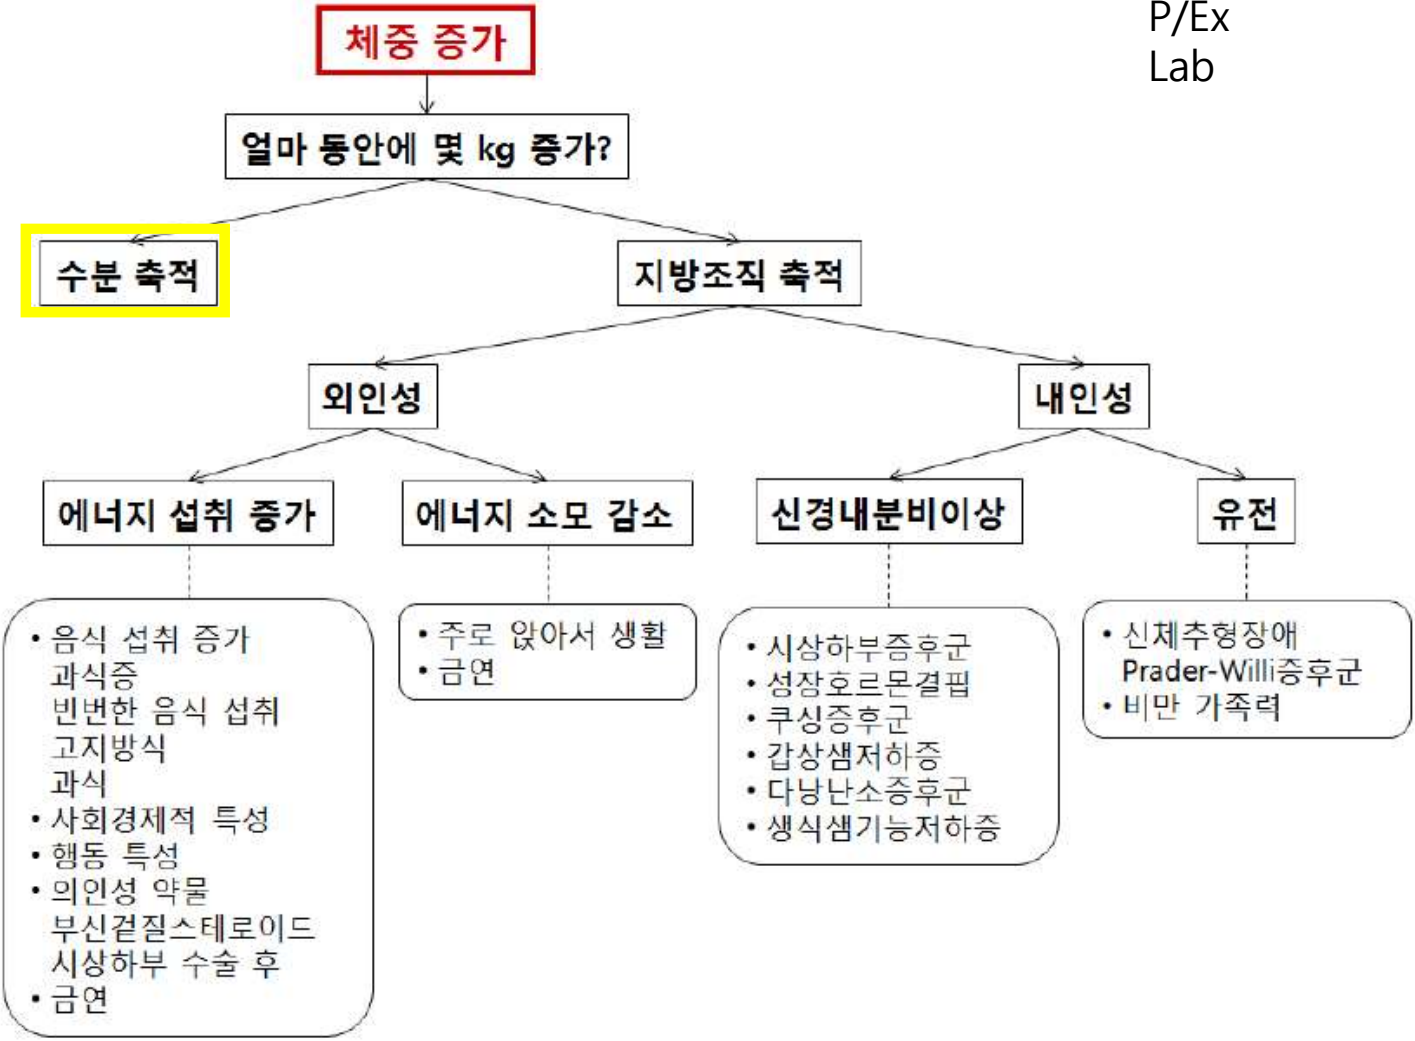 P/Ex
Lab
체중 증가
얼마 동안에 몇 kg 증가?
수분 축적
지방조직 축적
외인성
내인성
에너지 섭취 증가
에너지 소모 감소
신경내분비이상
유전
• 음식 섭취 증가
과식증
빈번한 음식 섭취
고지방식
과식
• 사회경제적 특성
• 행동 특성
• 의인성 약물
부신겉질스테로이드
시상하부 수술 후
• 금연
• 주로 앉아서 생활
• 금연
• 시상하부증후군
• 성장호르몬결핍
• 쿠싱증후군
• 갑상샘저하증
• 다낭난소증후군
• 생식샘기능저하증
• 신체추형장애
Prader-Willi증후군
• 비만 가족력